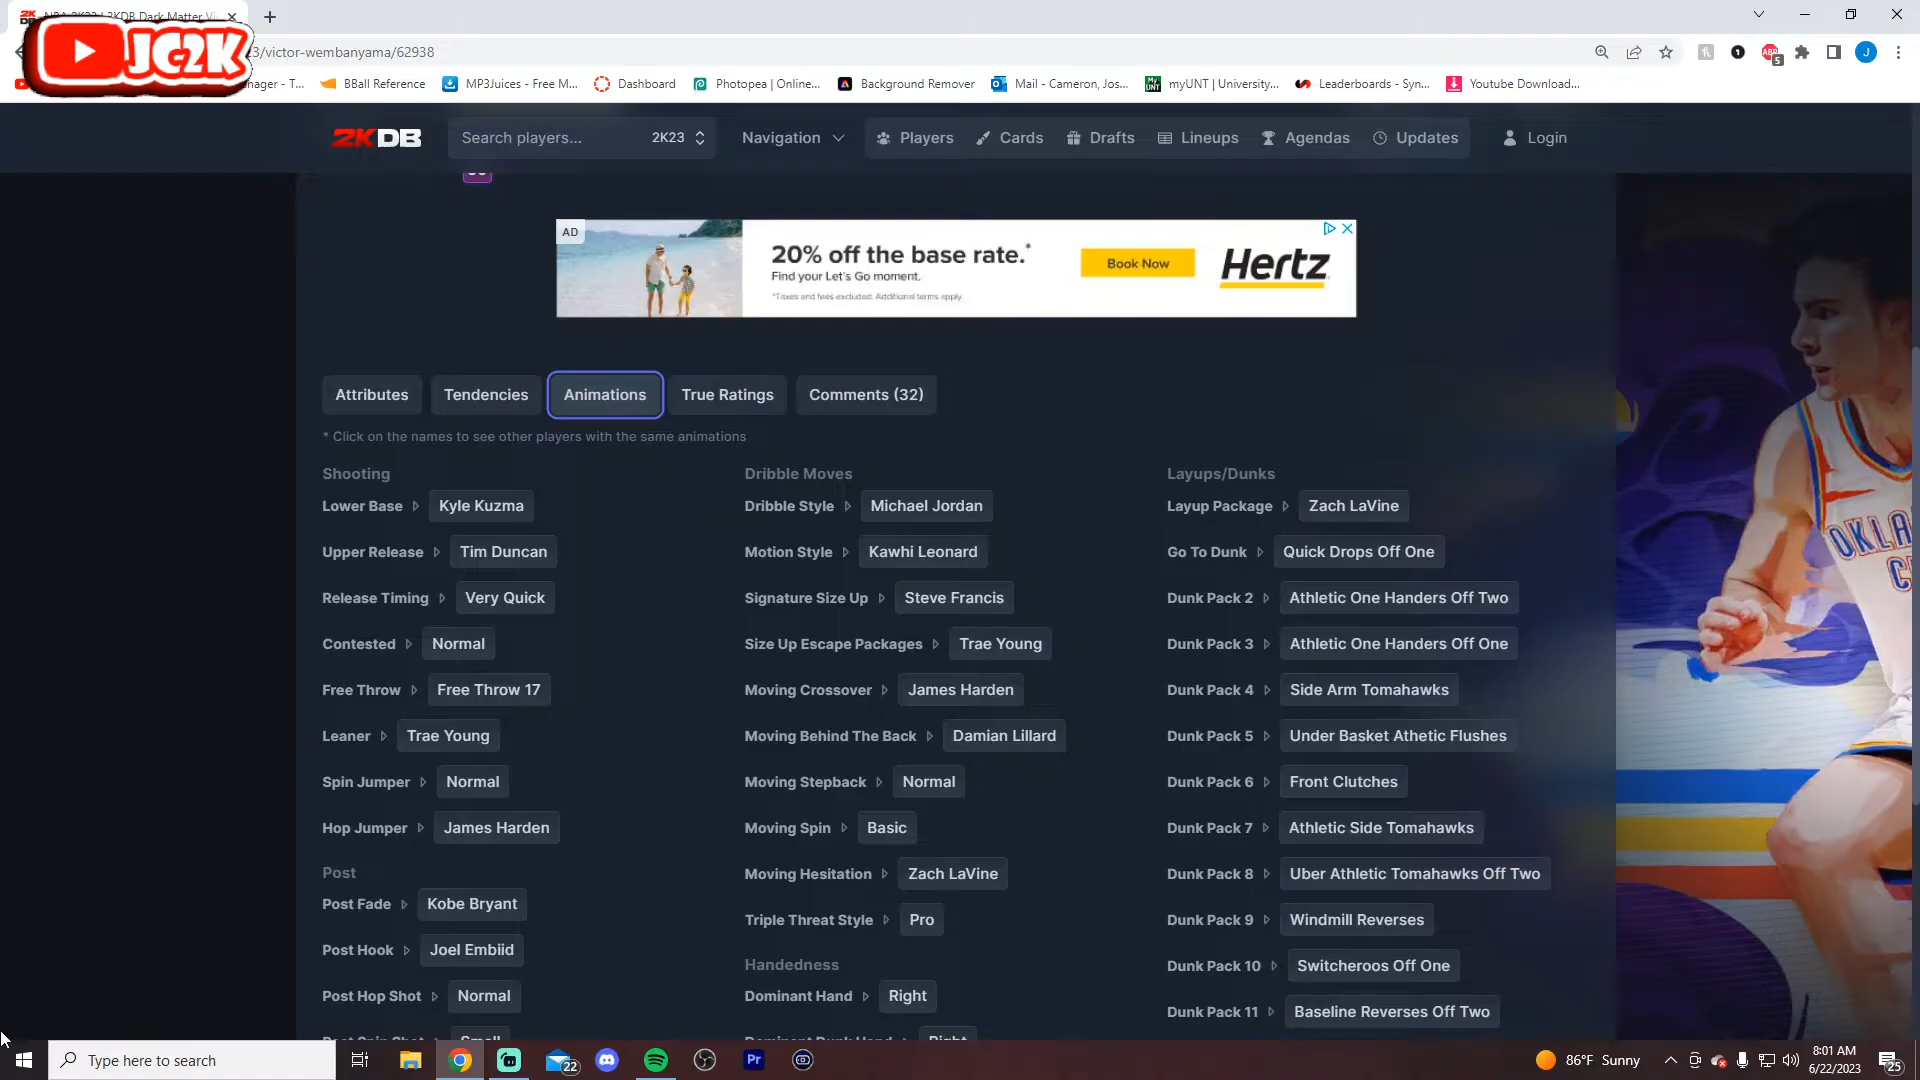 JC2K
3/victor-wembanyama/62938
anager - T...
BBall Reference
MP3Juices - Free M...
Dashboard
Photopea | Online...
Background Remover
Mail - Cameron, Jos...
myUNT | University...
Leaderboards - Syn...
Youtube Download...
2KDB
Search players...
2K23
Navigation
Players
Cards
Drafts
Lineups
Agendas
Updates
Login
AD
20% off the base rate.*
Find your Let's Go moment.
*Taxes and fees excluded. Additional terms apply.
Book Now
Hertz
Attributes
Tendencies
Animations
True Ratings
Comments (32)
* Click on the names to see other players with the same animations
Shooting
Lower Base Kyle Kuzma
Upper Release Tim Duncan
Release Timing Very Quick
Contested Normal
Free Throw Free Throw 17
Leaner Trae Young
Spin Jumper Normal
Hop Jumper James Harden
Post
Post Fade Kobe Bryant
Post Hook Joel Embiid
Post Hop Shot Normal
Dribble Moves
Dribble Style Michael Jordan
Motion Style Kawhi Leonard
Signature Size Up Steve Francis
Size Up Escape Packages Trae Young
Moving Crossover James Harden
Moving Behind The Back Damian Lillard
Moving Stepback Normal
Moving Spin Basic
Moving Hesitation Zach LaVine
Triple Threat Style Pro
Handedness
Dominant Hand Right
Layups/Dunks
Layup Package Zach LaVine
Go To Dunk Quick Drops Off One
Dunk Pack 2 Athletic One Handers Off Two
Dunk Pack 3 Athletic One Handers Off One
Dunk Pack 4 Side Arm Tomahawks
Dunk Pack 5 Under Basket Athetic Flushes
Dunk Pack 6 Front Clutches
Dunk Pack 7 Athletic Side Tomahawks
Dunk Pack 8 Uber Athletic Tomahawks Off Two
Dunk Pack 9 Windmill Reverses
Dunk Pack 10 Switcheroos Off One
Dunk Pack 11 Baseline Reverses Off Two
Type here to search
22
Pr
86°F Sunny
8:01 AM
6/22/2023
25